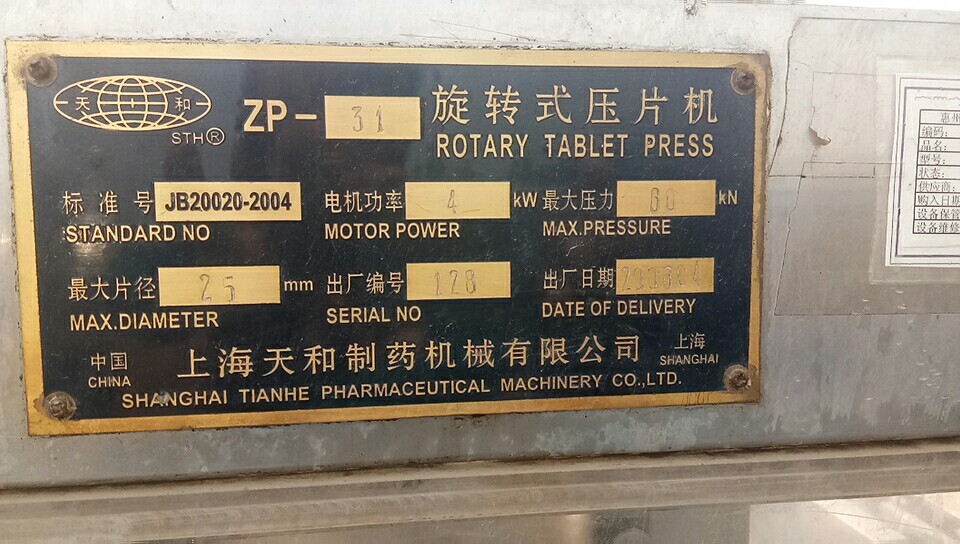 天 和
STH®
ZP-31 旋转式压片机
ROTARY TABLET PRESS
标准号 JB20020-2004 电机功率 4 kW 最大压力 60 kN
STANDARD NO MOTOR POWER MAX.PRESSURE
最大片径 25 mm 出厂编号 128 出厂日期
MAX.DIAMETER SERIAL NO DATE OF DELIVERY
中国 上海天和制药机械有限公司 上海
CHINA SHANGHAI TIANHE PHARMACEUTICAL MACHINERY CO.,LTD. SHANGHAI
惠州
编码:
品名:
型号:
状态:
供应商:
购入日期
设备保管
设备维修